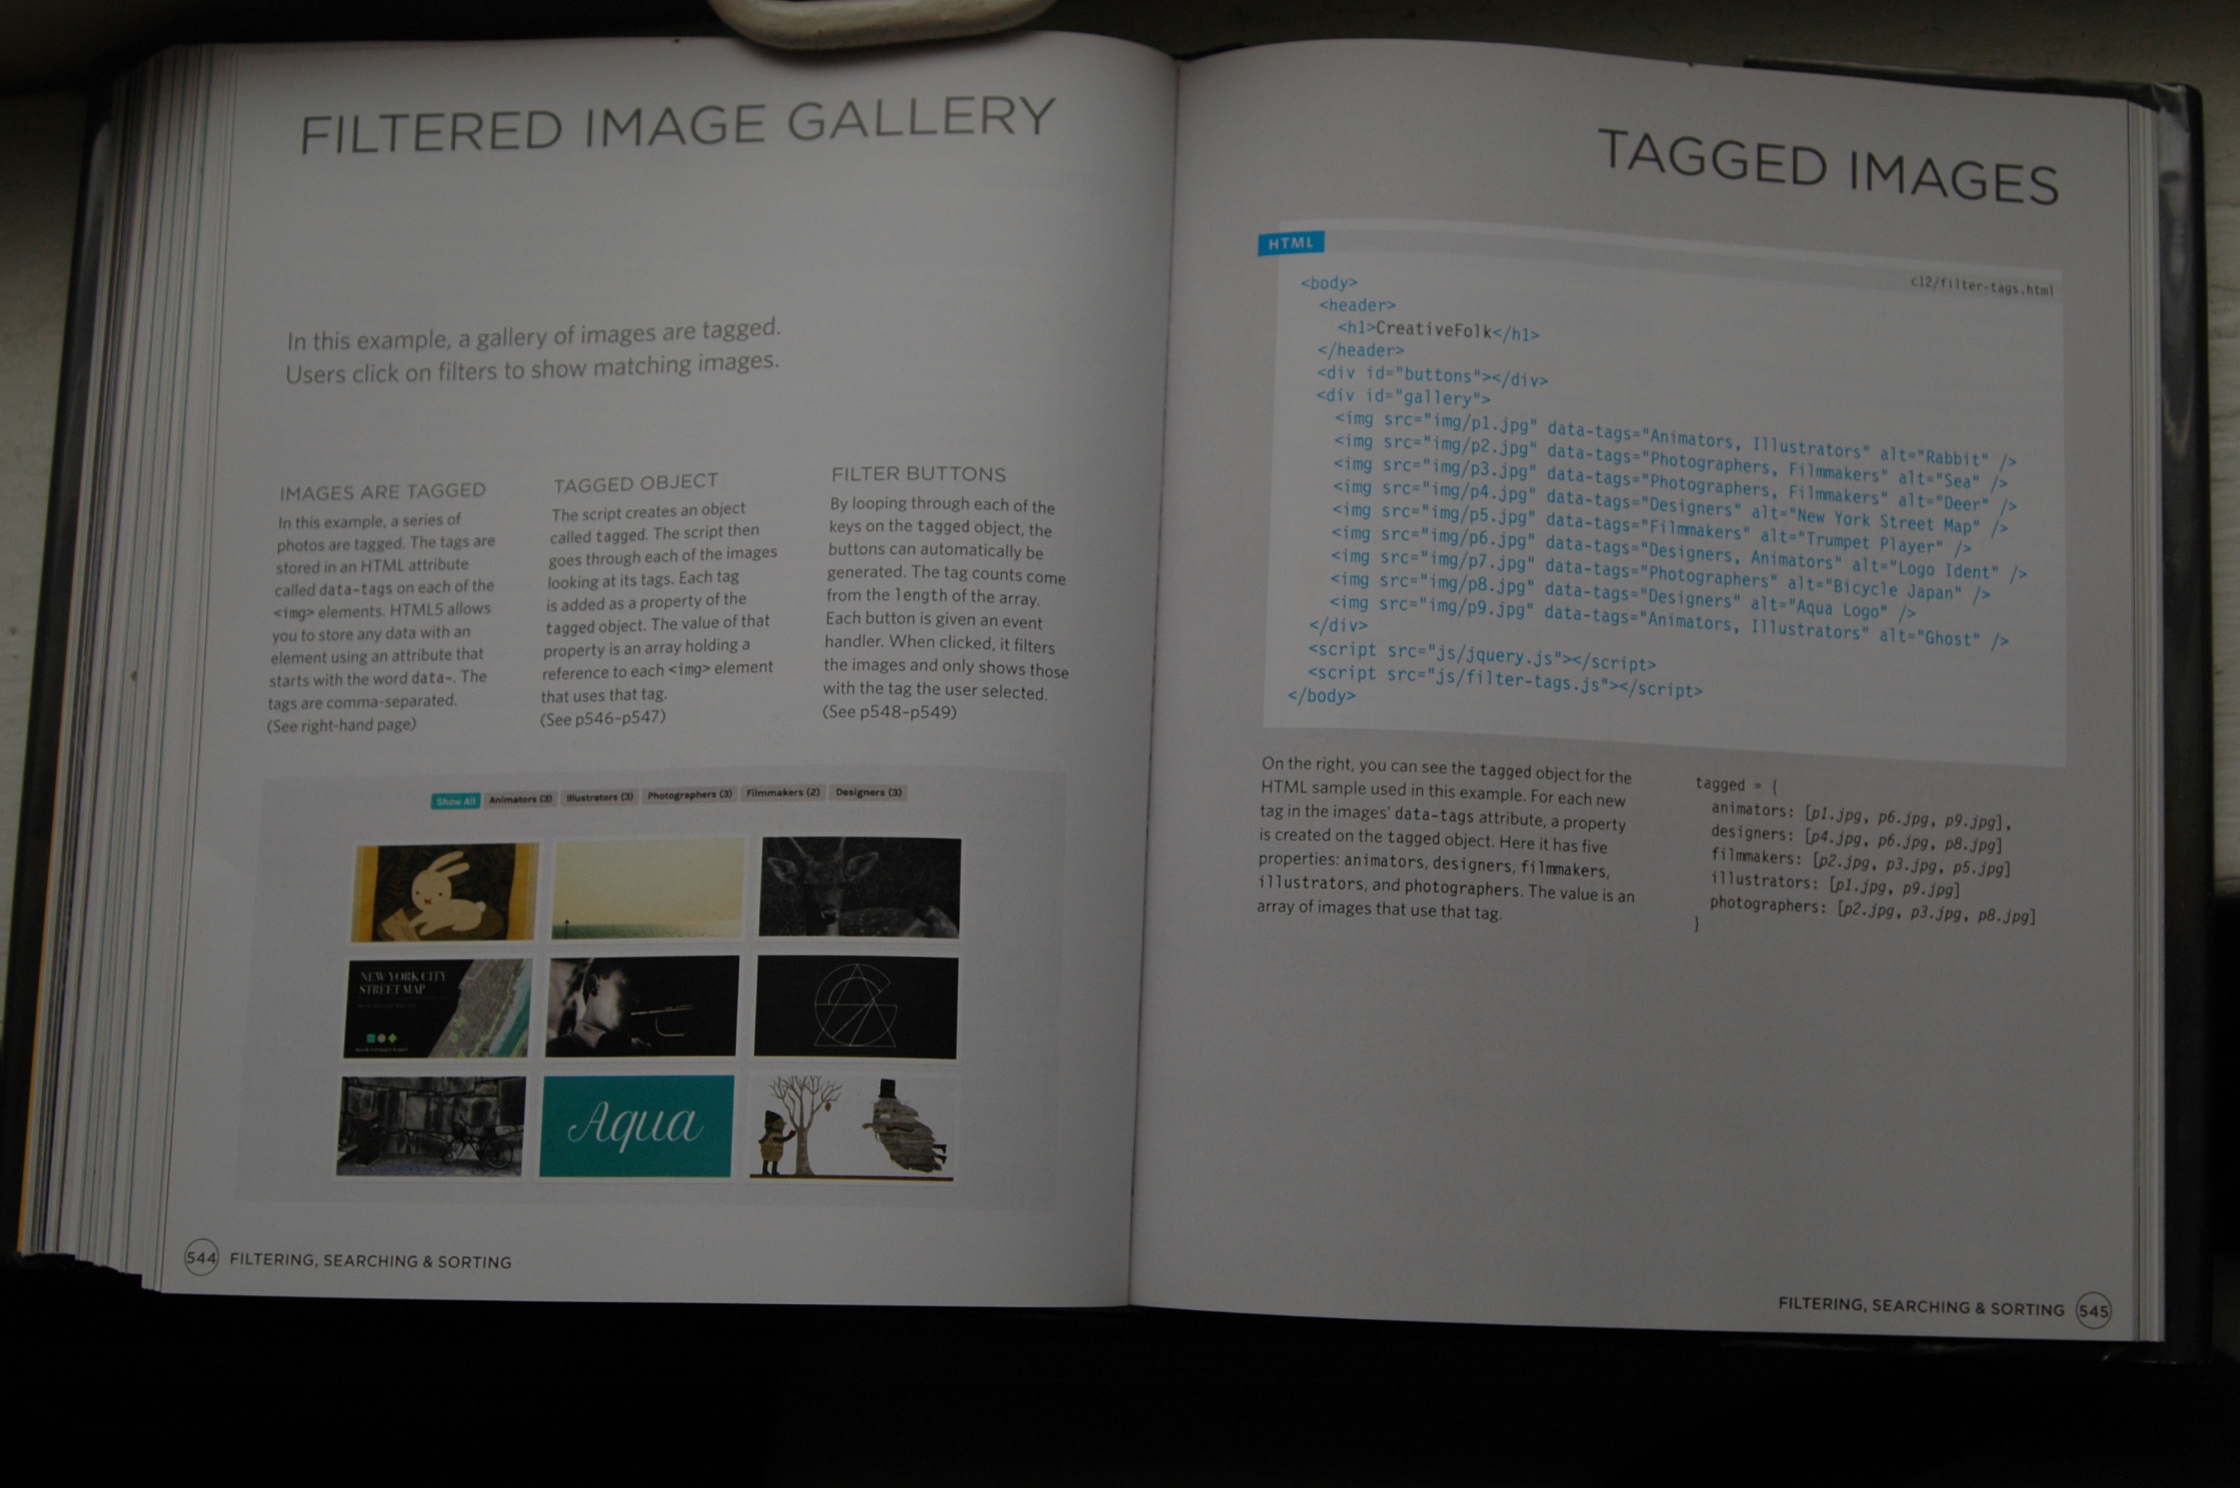 FILTERED IMAGE GALLERY
In this example, a gallery of images are tagged.
Users click on filters to show matching images.
IMAGES ARE TAGGED
In this example, a series of
photos are tagged. The tags are
stored in an HTML attribute
called data-tags on each of the
<img> elements. HTML5 allows
you to store any data with an
element using an attribute that
starts with the word data-. The
tags are comma-separated.
(See right-hand page)
TAGGED OBJECT
The script creates an object
called tagged. The script then
goes through each of the images
looking at its tags. Each tag
is added as a property of the
tagged object. The value of that
property is an array holding a
reference to each <img> element
that uses that tag.
(See p546-p547)
FILTER BUTTONS
By looping through each of the
keys on the tagged object, the
buttons can automatically be
generated. The tag counts come
from the length of the array.
Each button is given an event
handler. When clicked, it filters
the images and only shows those
with the tag the user selected.
(See p548-p549)
Show All Animators (3) Illustrators (3) Photographers (3) Filmmakers (2) Designers (3)
NEW YORK CITY
STREET MAP
Aqua
544 FILTERING, SEARCHING & SORTING
TAGGED IMAGES
HTML
c12/filter-tags.html
<body>
<header>
<h1>CreativeFolk</h1>
</header>
<div id="buttons"></div>
<div id="gallery">
<img src="img/p1.jpg" data-tags="Animators, Illustrators" alt="Rabbit" />
<img src="img/p2.jpg" data-tags="Photographers, Filmmakers" alt="Sea" />
<img src="img/p3.jpg" data-tags="Photographers, Filmmakers" alt="Deer" />
<img src="img/p4.jpg" data-tags="Designers" alt="New York Street Map" />
<img src="img/p5.jpg" data-tags="Filmmakers" alt="Trumpet Player" />
<img src="img/p6.jpg" data-tags="Designers, Animators" alt="Logo Ident" />
<img src="img/p7.jpg" data-tags="Photographers" alt="Bicycle Japan" />
<img src="img/p8.jpg" data-tags="Designers" alt="Aqua Logo" />
<img src="img/p9.jpg" data-tags="Animators, Illustrators" alt="Ghost" />
</div>
<script src="js/jquery.js"></script>
<script src="js/filter-tags.js"></script>
</body>
On the right, you can see the tagged object for the
HTML sample used in this example. For each new
tag in the images' data-tags attribute, a property
is created on the tagged object. Here it has five
properties: animators, designers, filmmakers,
illustrators, and photographers. The value is an
array of images that use that tag.
tagged = {
animators: [p1.jpg, p6.jpg, p9.jpg],
designers: [p4.jpg, p6.jpg, p8.jpg]
filmmakers: [p2.jpg, p3.jpg, p5.jpg]
illustrators: [p1.jpg, p9.jpg]
photographers: [p2.jpg, p3.jpg, p8.jpg]
}
FILTERING, SEARCHING & SORTING 545